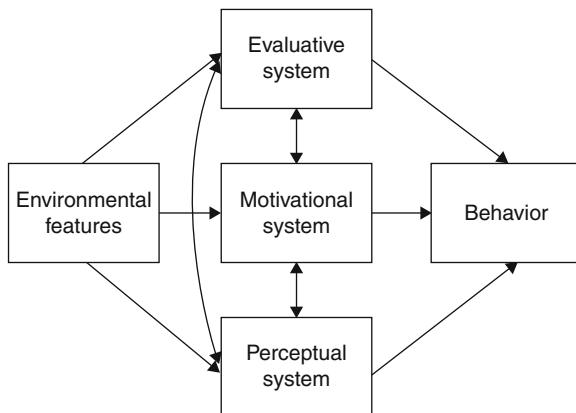 Evaluative
system
Environmental
features
Motivational
system
Behavior
Perceptual
system